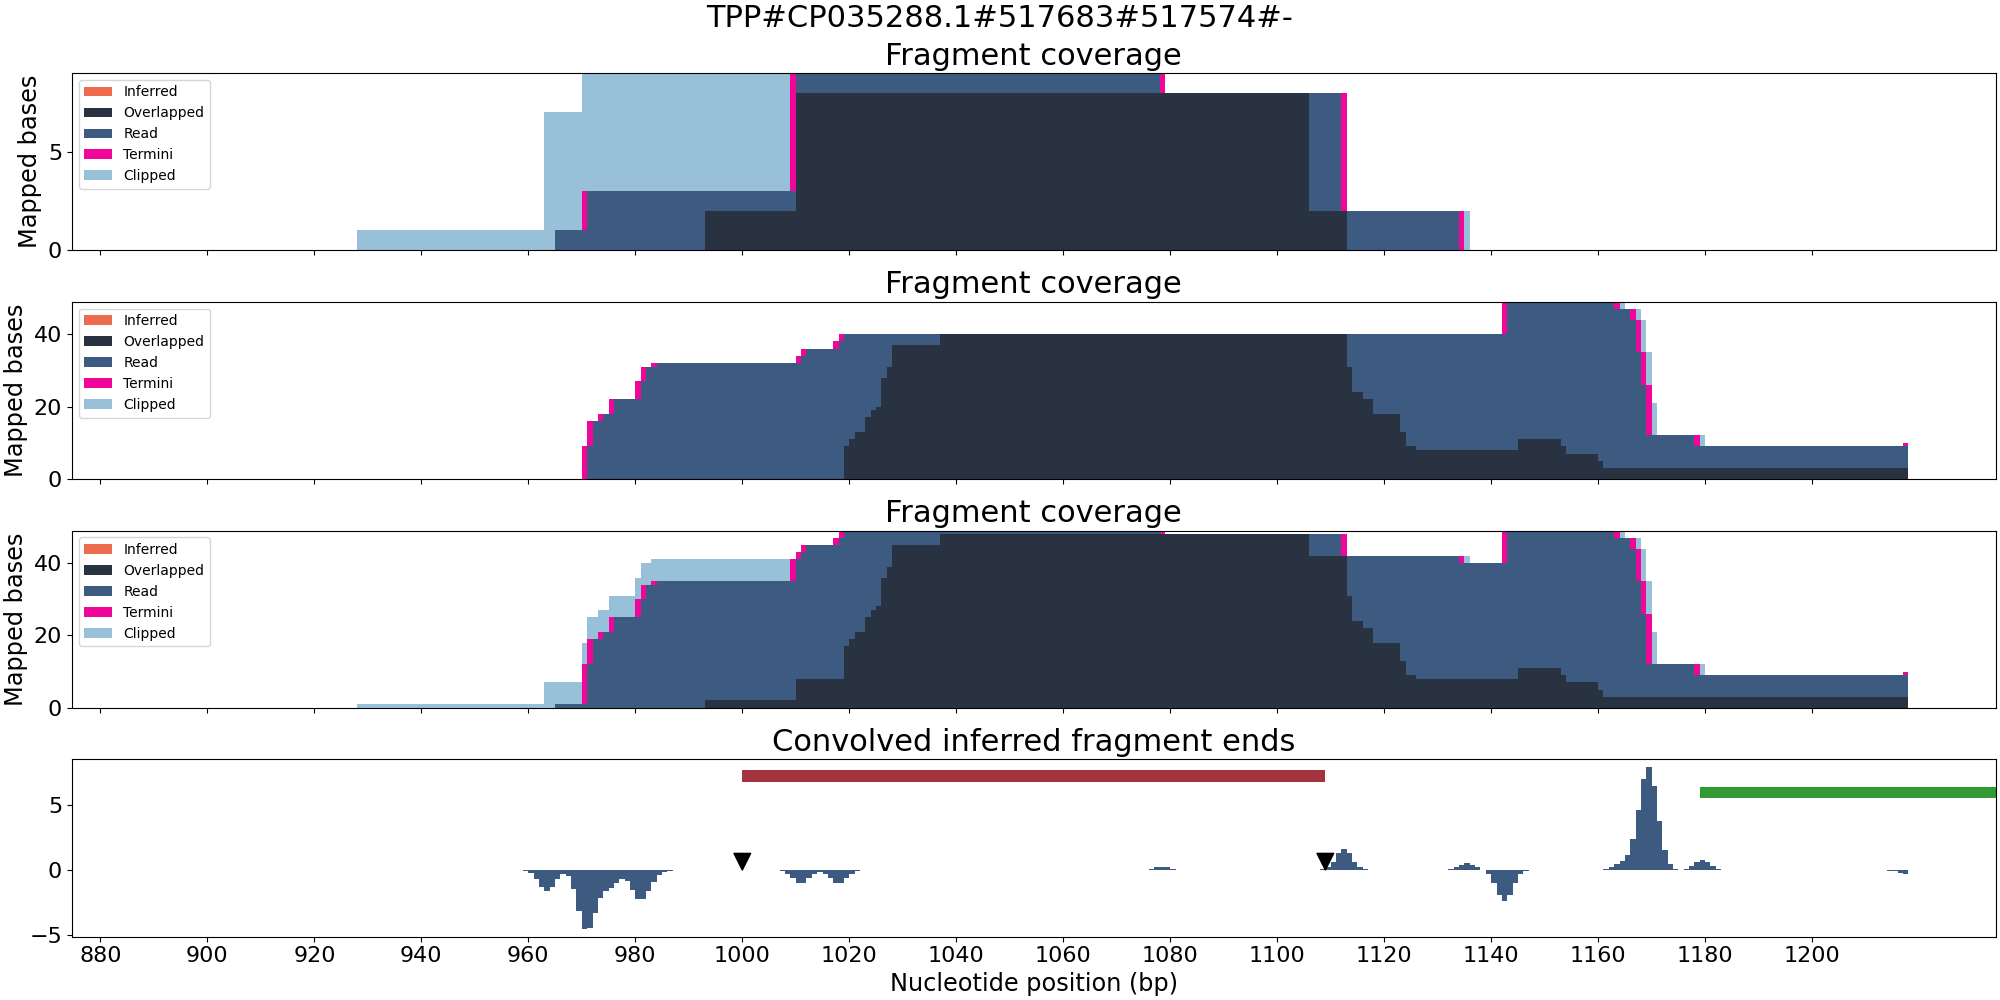 TPP#CP035288.1#517683#517574#-
Fragment coverage
Mapped bases
5
0
Inferred
Overlapped
Read
Termini
Clipped
Fragment coverage
Mapped bases
40
20
0
Inferred
Overlapped
Read
Termini
Clipped
Fragment coverage
Mapped bases
40
20
0
Inferred
Overlapped
Read
Termini
Clipped
Convolved inferred fragment ends
5
0
−5
880 900 920 940 960 980 1000 1020 1040 1060 1080 1100 1120 1140 1160 1180 1200
Nucleotide position (bp)